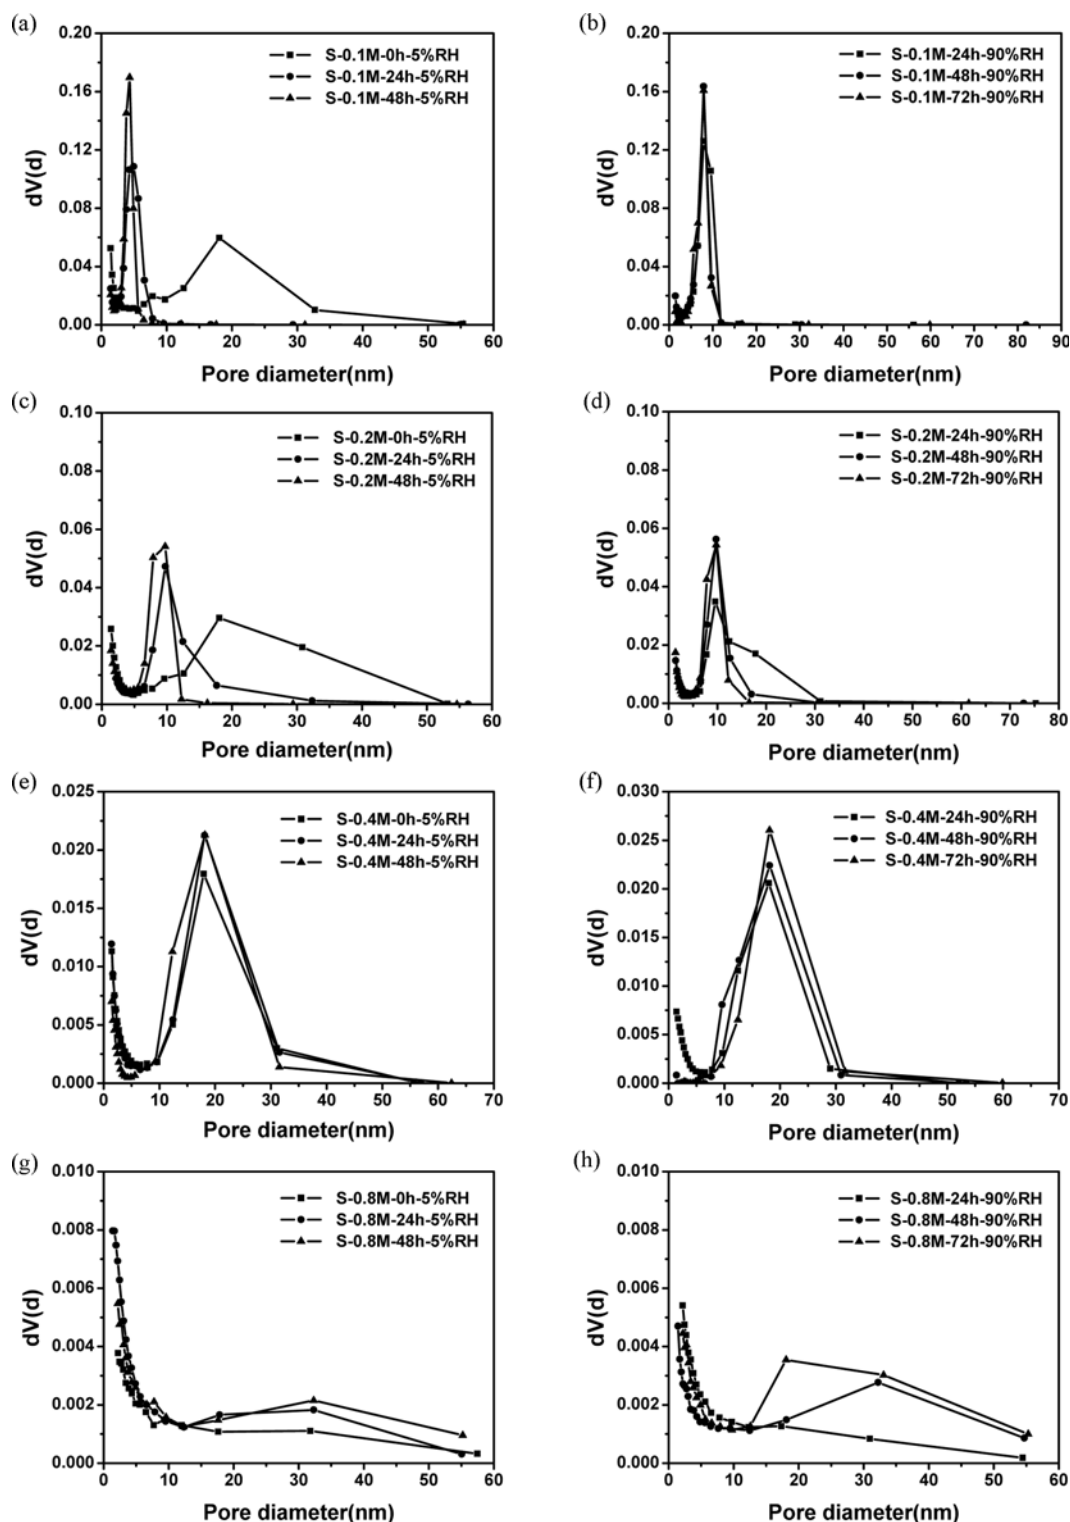 (a)
0.20
0.16
0.12
0.08
0.04
0.00
dV(d)
S-0.1M-0h-5%RH
S-0.1M-24h-5%RH
S-0.1M-48h-5%RH
0 10 20 30 40 50 60
Pore diameter(nm)
(b)
0.20
0.16
0.12
0.08
0.04
0.00
dV(d)
S-0.1M-24h-90%RH
S-0.1M-48h-90%RH
S-0.1M-72h-90%RH
0 10 20 30 40 50 60 70 80 90
Pore diameter(nm)
(c)
0.10
0.08
0.06
0.04
0.02
0.00
dV(d)
S-0.2M-0h-5%RH
S-0.2M-24h-5%RH
S-0.2M-48h-5%RH
0 10 20 30 40 50 60
Pore diameter(nm)
(d)
0.10
0.08
0.06
0.04
0.02
0.00
dV(d)
S-0.2M-24h-90%RH
S-0.2M-48h-90%RH
S-0.2M-72h-90%RH
0 10 20 30 40 50 60 70 80
Pore diameter(nm)
(e)
0.025
0.020
0.015
0.010
0.005
0.000
dV(d)
S-0.4M-0h-5%RH
S-0.4M-24h-5%RH
S-0.4M-48h-5%RH
0 10 20 30 40 50 60 70
Pore diameter(nm)
(f)
0.030
0.025
0.020
0.015
0.010
0.005
0.000
dV(d)
S-0.4M-24h-90%RH
S-0.4M-48h-90%RH
S-0.4M-72h-90%RH
0 10 20 30 40 50 60 70
Pore diameter(nm)
(g)
0.010
0.008
0.006
0.004
0.002
0.000
dV(d)
S-0.8M-0h-5%RH
S-0.8M-24h-5%RH
S-0.8M-48h-5%RH
0 10 20 30 40 50 60
Pore diameter(nm)
(h)
0.010
0.008
0.006
0.004
0.002
0.000
dV(d)
S-0.8M-24h-90%RH
S-0.8M-48h-90%RH
S-0.8M-72h-90%RH
0 10 20 30 40 50 60
Pore diameter(nm)